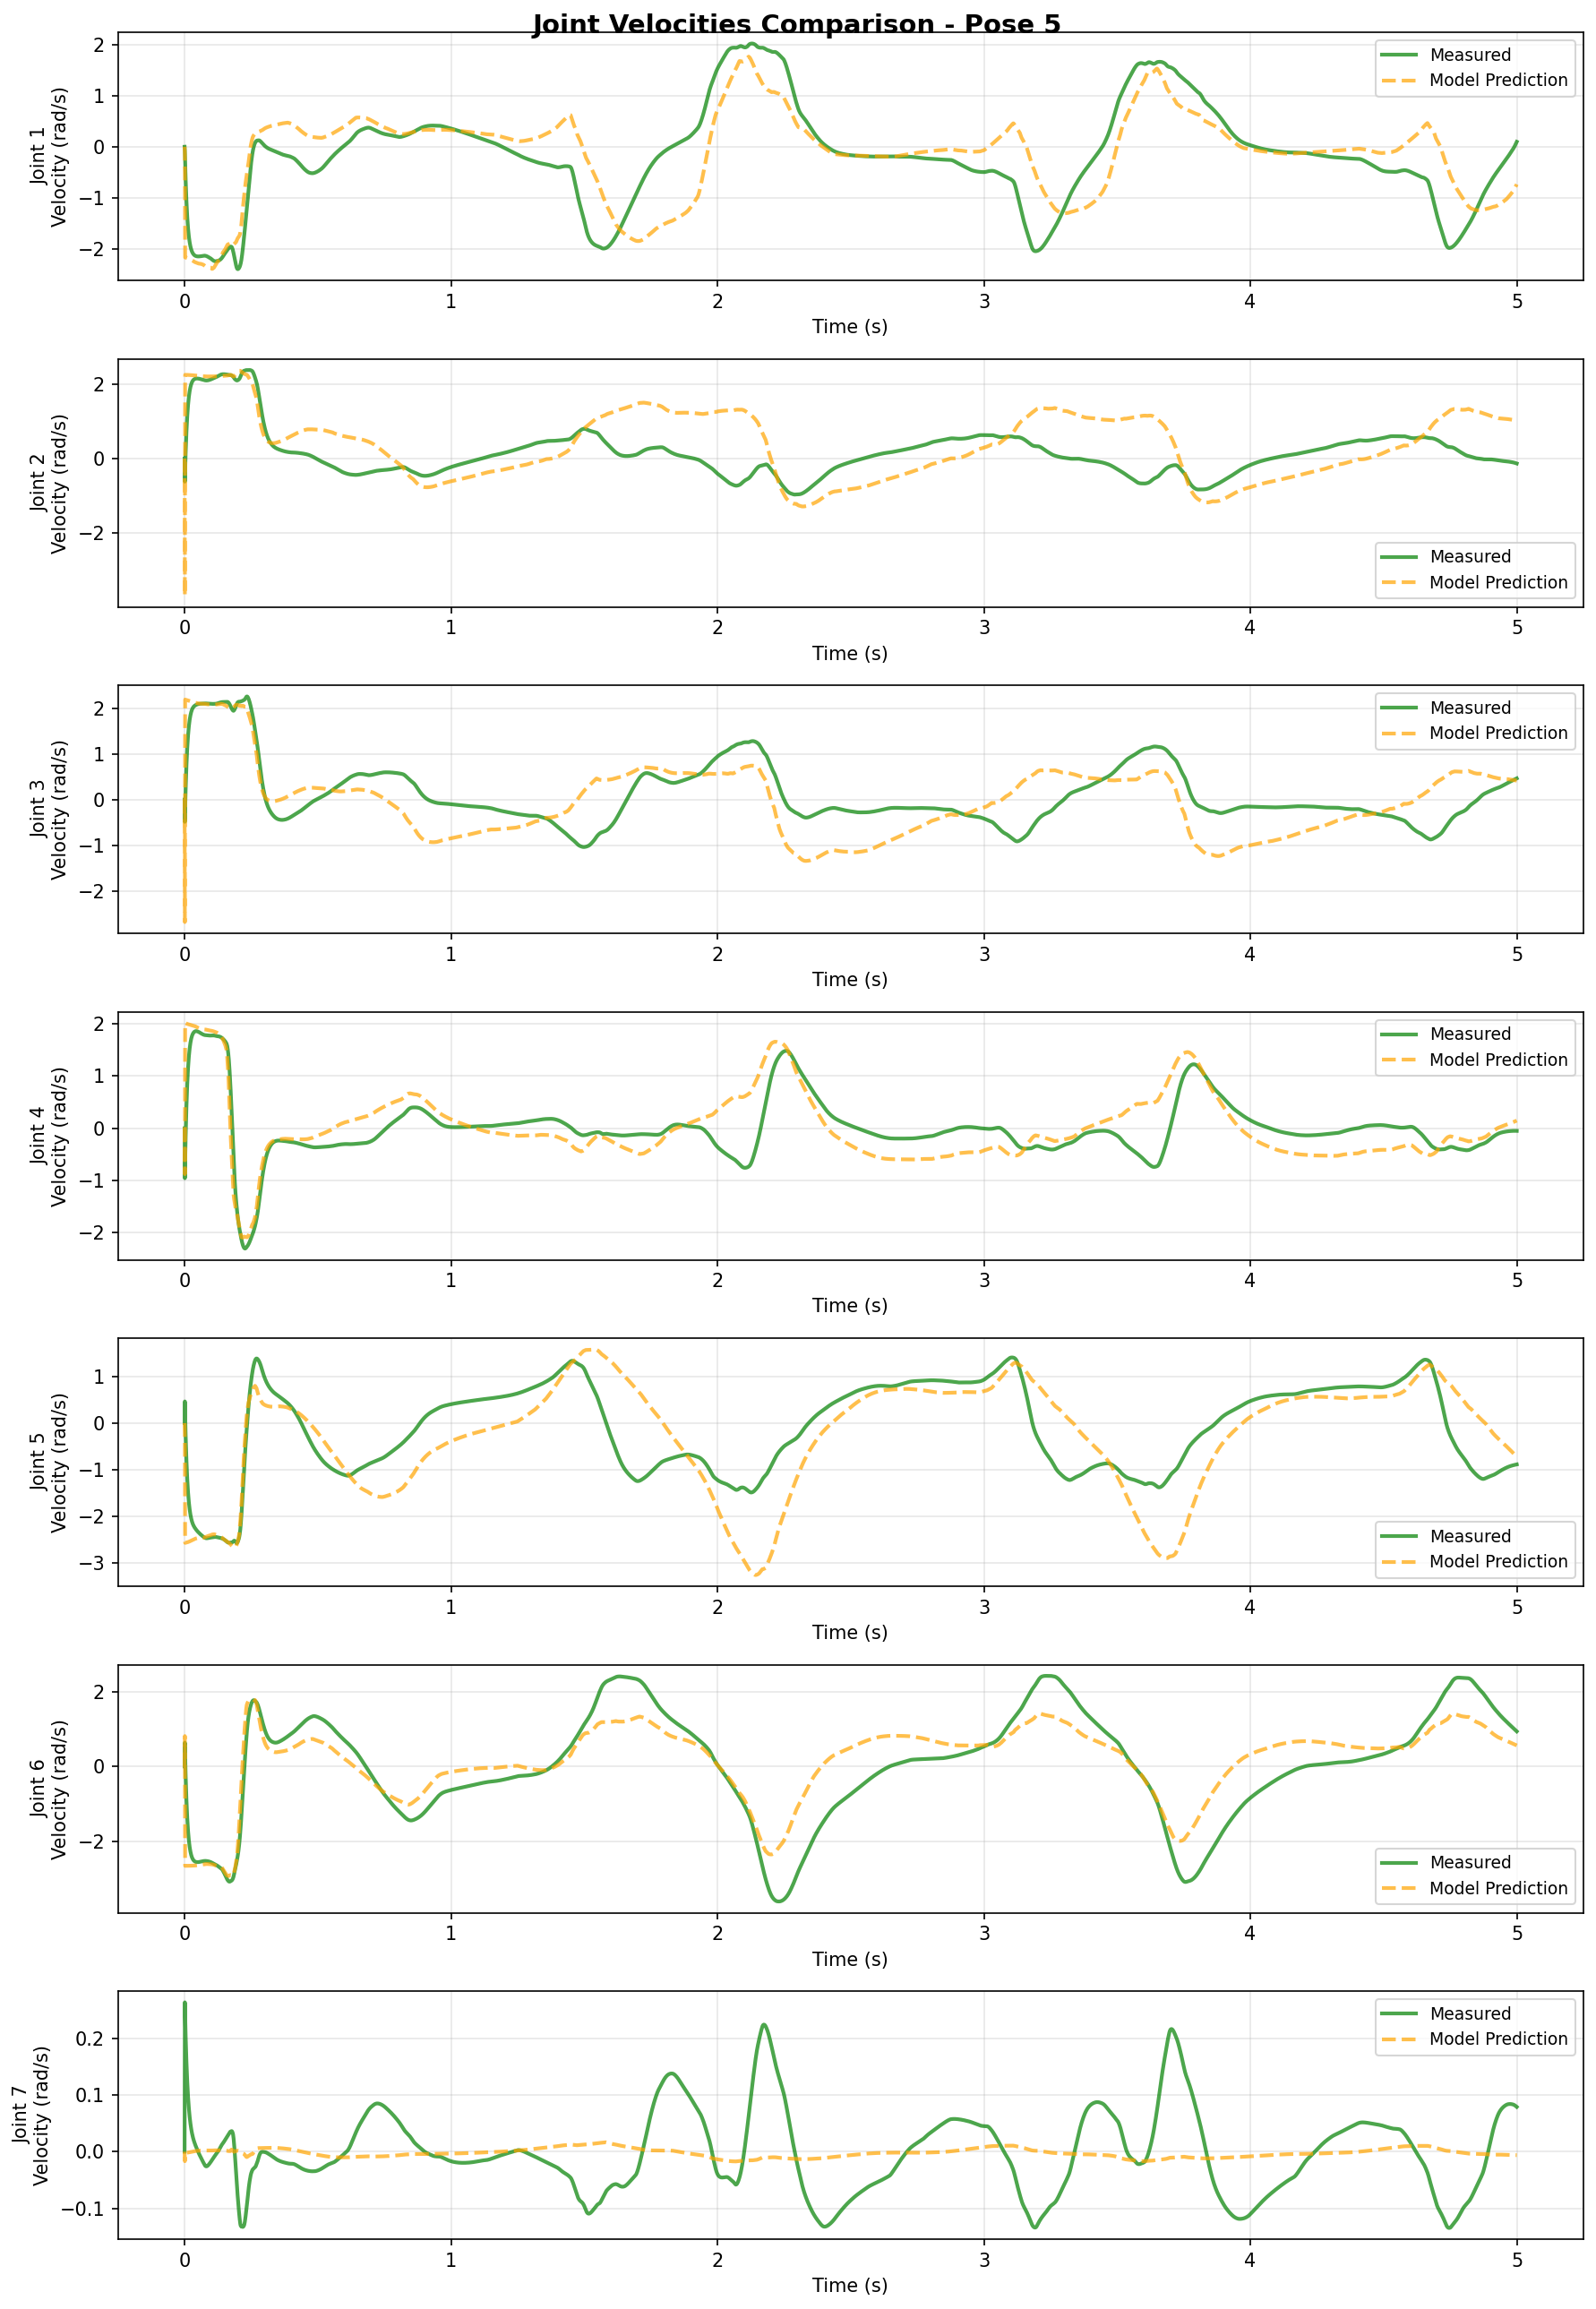 Joint Velocities Comparison - Pose 5
Joint 1
Velocity (rad/s)
2
1
0
−1
−2
Measured
Model Prediction
0 1 2 3 4 5
Time (s)
Joint 2
Velocity (rad/s)
2
0
−2
Measured
Model Prediction
0 1 2 3 4 5
Time (s)
Joint 3
Velocity (rad/s)
2
1
0
−1
−2
Measured
Model Prediction
0 1 2 3 4 5
Time (s)
Joint 4
Velocity (rad/s)
2
1
0
−1
−2
Measured
Model Prediction
0 1 2 3 4 5
Time (s)
Joint 5
Velocity (rad/s)
1
0
−1
−2
−3
Measured
Model Prediction
0 1 2 3 4 5
Time (s)
Joint 6
Velocity (rad/s)
2
0
−2
Measured
Model Prediction
0 1 2 3 4 5
Time (s)
Joint 7
Velocity (rad/s)
0.2
0.1
0.0
−0.1
Measured
Model Prediction
0 1 2 3 4 5
Time (s)